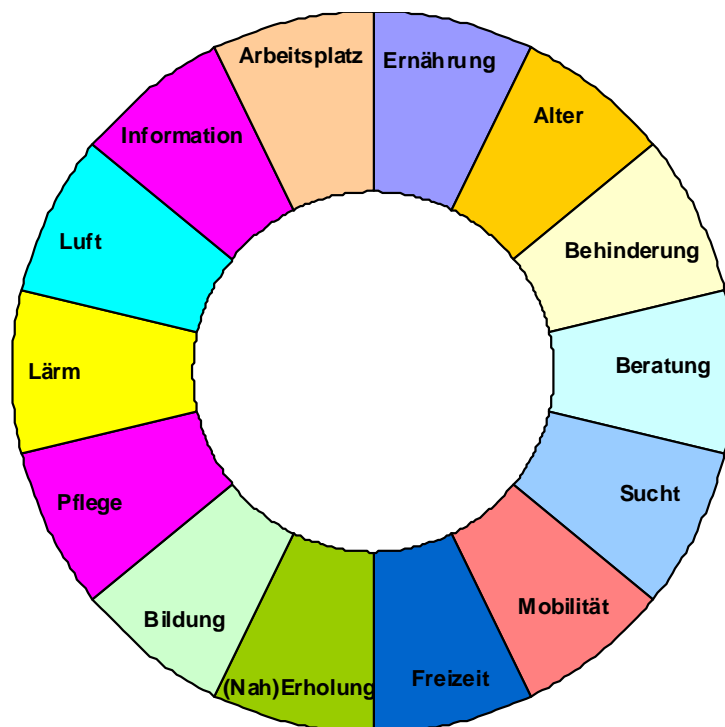 Arbeitsplatz
Ernährung
Alter
Information
Behinderung
Luft
Beratung
Lärm
Sucht
Pflege
Mobilität
Bildung
Freizeit
(Nah)Erholung